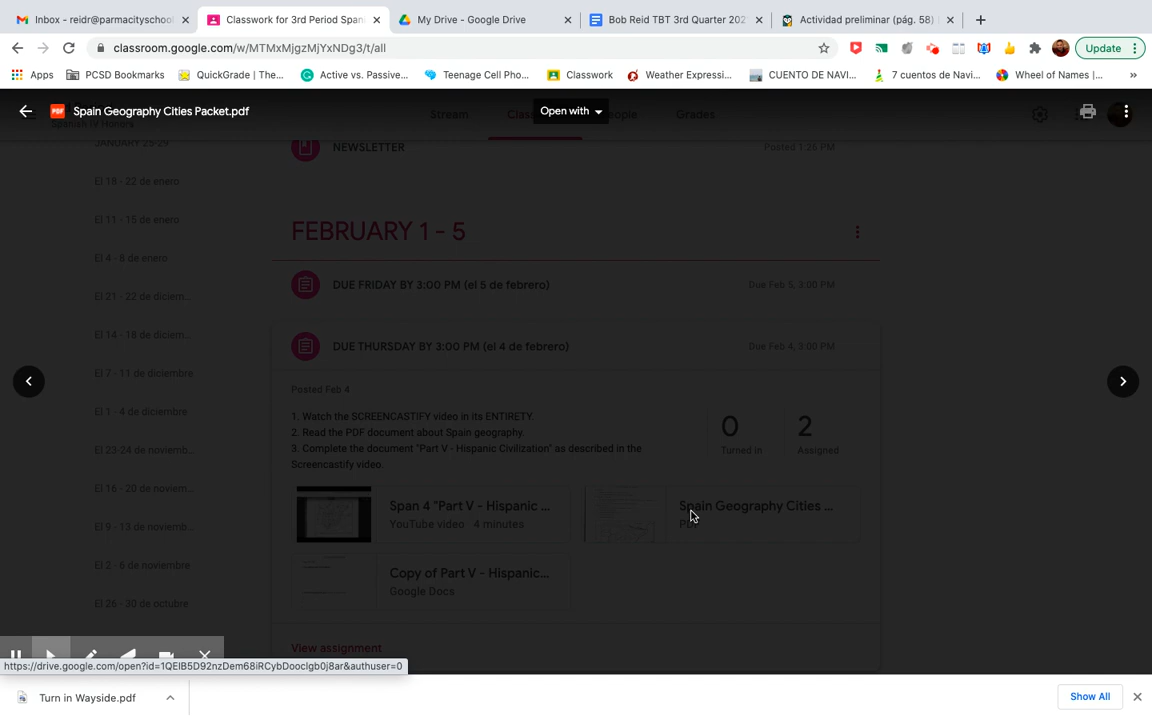 Inbox - reidr@parmacityschool
Classwork for 3rd Period Span
My Drive - Google Drive
Bob Reid TBT 3rd Quarter 202
Actividad preliminar (pág. 58)
classroom.google.com/w/MTMxMjgzMjYxNDg3/t/all
Update
Apps
PCSD Bookmarks
QuickGrade | The...
Active vs. Passive...
Teenage Cell Pho...
Classwork
Weather Expressi...
CUENTO DE NAVI...
7 cuentos de Navi...
Wheel of Names |...
Spain Geography Cities Packet.pdf
Open with
Spanish IV Honors
Stream
People
Grades
JANUARY 25-29
NEWSLETTER
Posted 1:26 PM
El 18 - 22 de enero
El 11 - 15 de enero
FEBRUARY 1 - 5
El 4 - 8 de enero
DUE FRIDAY BY 3:00 PM (el 5 de febrero)
Due Feb 5, 3:00 PM
El 21 - 22 de diciem...
El 14 - 18 de diciem...
DUE THURSDAY BY 3:00 PM (el 4 de febrero)
Due Feb 4, 3:00 PM
El 7 - 11 de diciembre
Posted Feb 4
El 1 - 4 de diciembre
1. Watch the SCREENCASTIFY video in its ENTIRETY.
2. Read the PDF document about Spain geography.
3. Complete the document "Part V - Hispanic Civilization" as described in the
Screencastify video.
0
Turned in
2
Assigned
El 23-24 de noviemb...
El 16 - 20 de noviem...
Span 4 "Part V - Hispanic ...
YouTube video 4 minutes
Spain Geography Cities ...
PDF
El 9 - 13 de noviemb...
El 2 - 6 de noviembre
Copy of Part V - Hispanic...
Google Docs
El 26 - 30 de octubre
View assignment
https://drive.google.com/open?id=1QEIB5D92nzDem68iRCybDooclgb0j8ar&authuser=0
Turn in Wayside.pdf
Show All